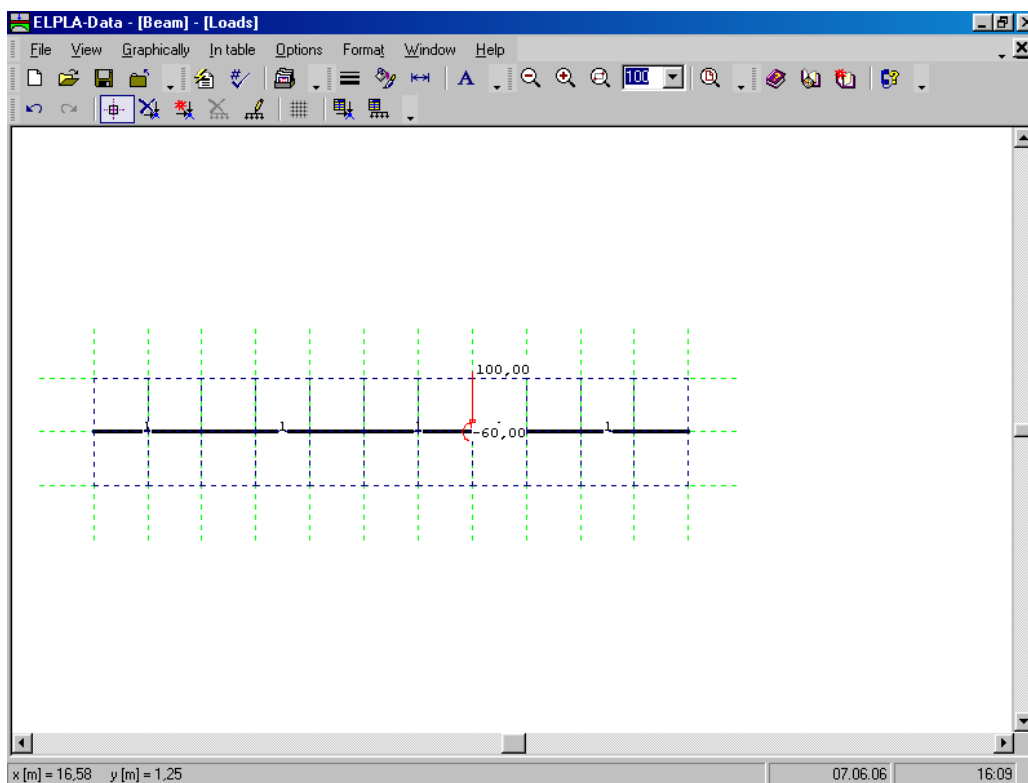 ELPLA-Data - [Beam] - [Loads]
File View Graphically In table Options Format Window Help
A 100
100,00
1 1 1 -60,00 1
x [m] = 16,58 y [m] = 1,25 07.06.06 16:09